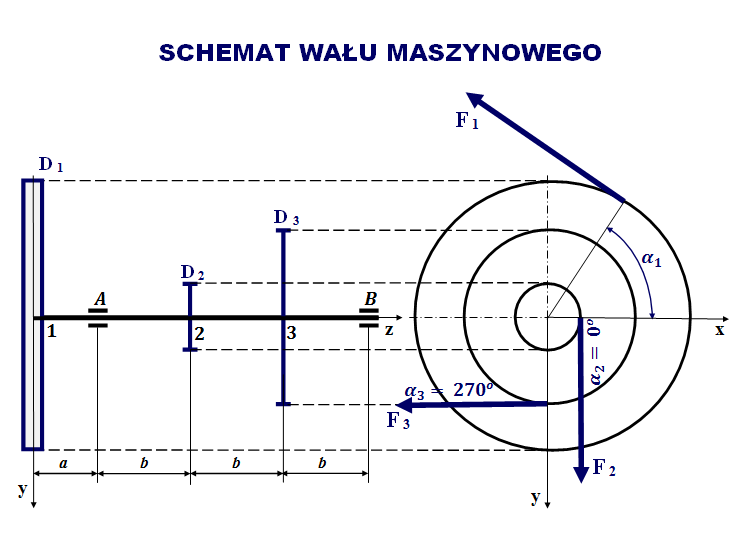 SCHEMAT WAŁU MASZYNOWEGO
F 1
D 1
D 3
α1
D 2
A
B
1
2
3
z
x
α2 = 0°
α3 = 270°
F 3
F 2
a
b
b
b
y
y